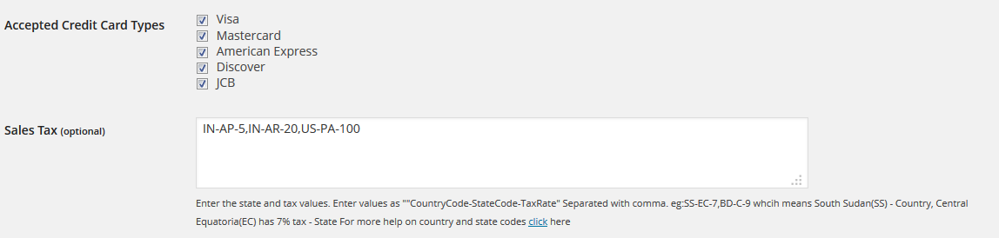 Accepted Credit Card Types
Visa
Mastercard
American Express
Discover
JCB
Sales Tax (optional)
IN-AP-5,IN-AR-20,US-PA-100
Enter the state and tax values. Enter values as ""CountryCode-StateCode-TaxRate" Separated with comma. eg:SS-EC-7,BD-C-9 whcih means South Sudan(SS) - Country, Central
Equatoria(EC) has 7% tax - State For more help on country and state codes click here